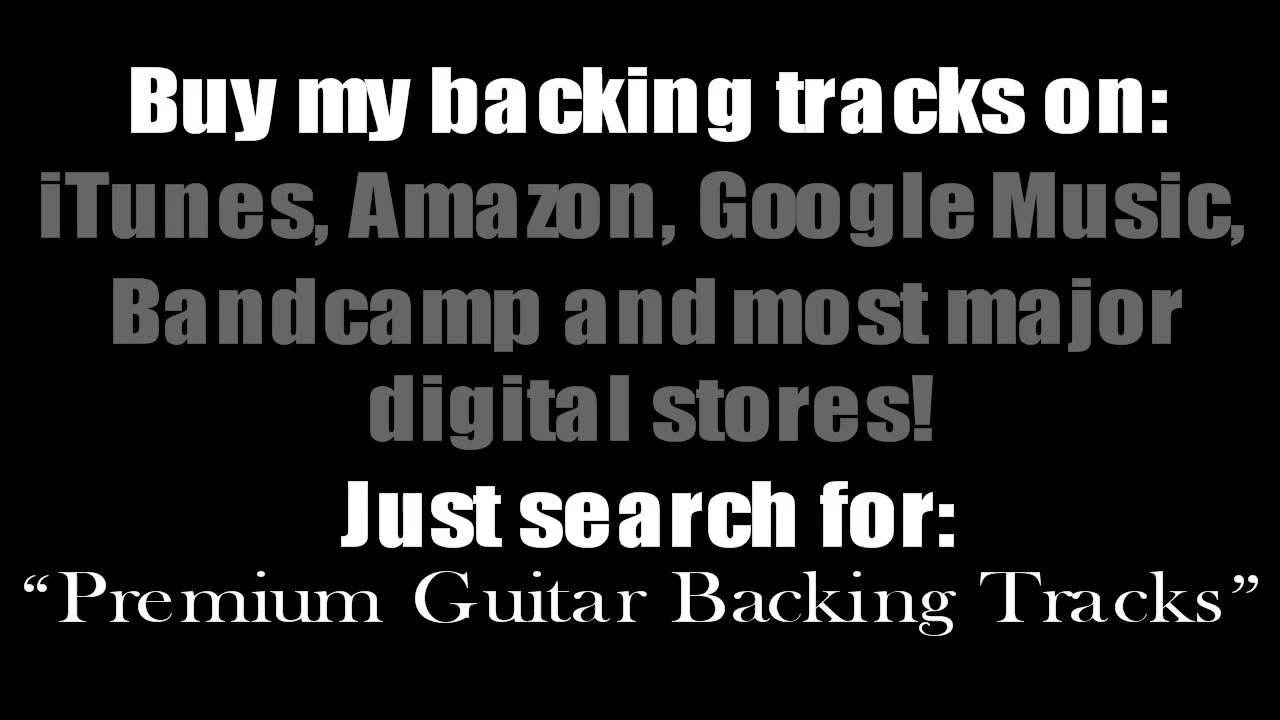 Buy my backing tracks on:
iTunes, Amazon, Google Music,
Bandcamp and most major
digital stores!
Just search for:
“Premium Guitar Backing Tracks”